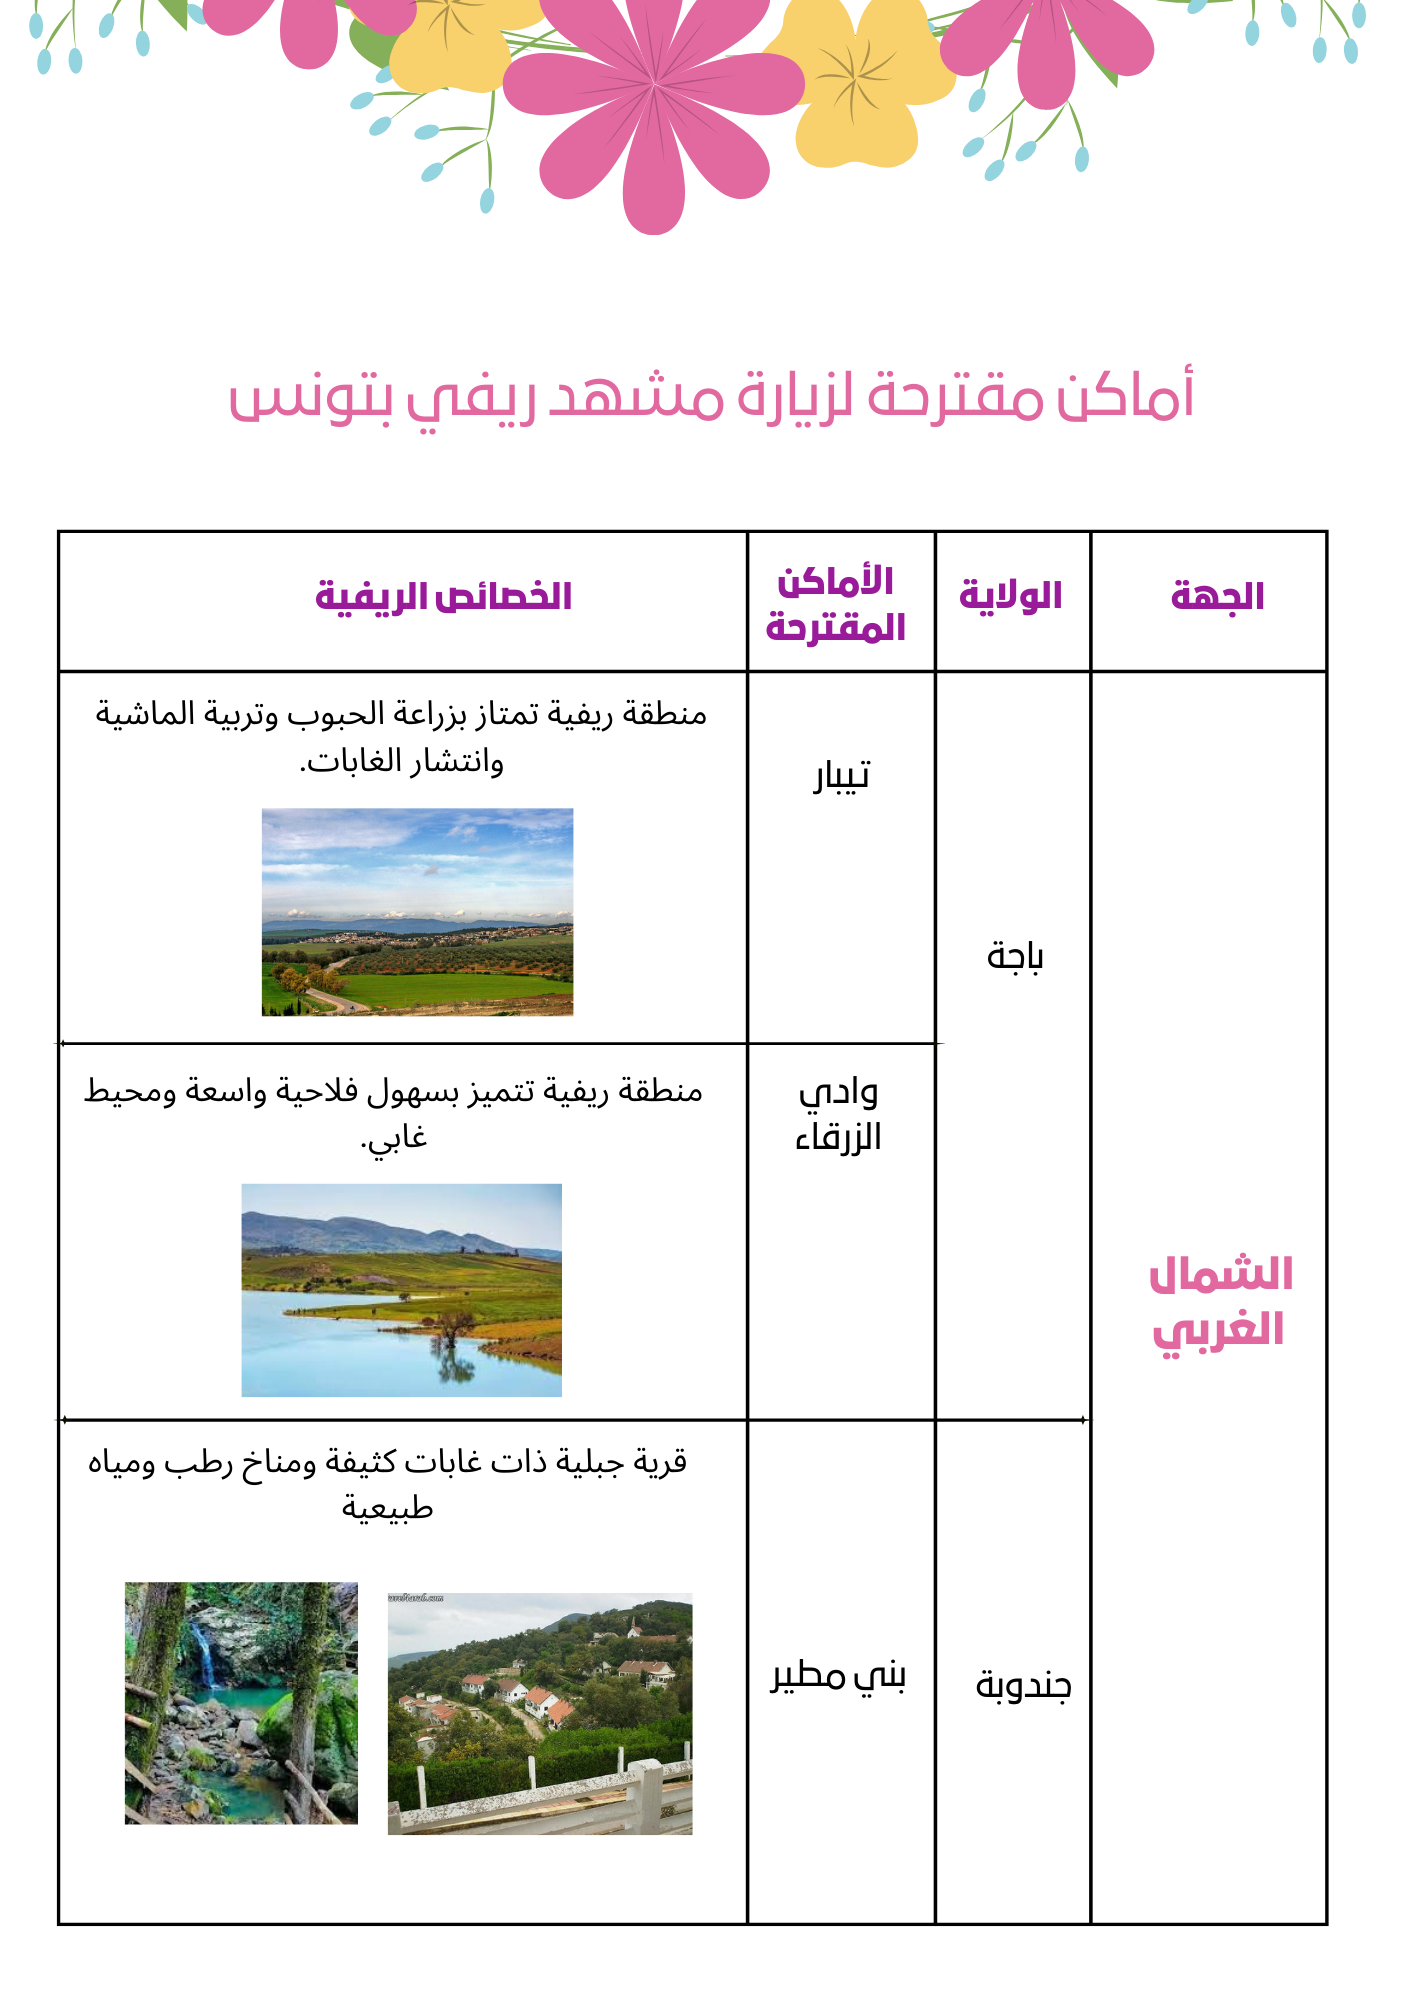 أماكن مقترحة لزيارة مشهد ريفي بتونس
الجهة
الولاية
الأماكن
المقترحة
الخصائص الريفية
الشمال
الغربي
باجة
تيبار
منطقة ريفية تمتاز بزراعة الحبوب وتربية الماشية
وانتشار الغابات.
وادي
الزرقاء
منطقة ريفية تتميز بسهول فلاحية واسعة ومحيط
غابي.
جندوبة
بني مطير
قرية جبلية ذات غابات كثيفة ومناخ رطب ومياه
طبيعية